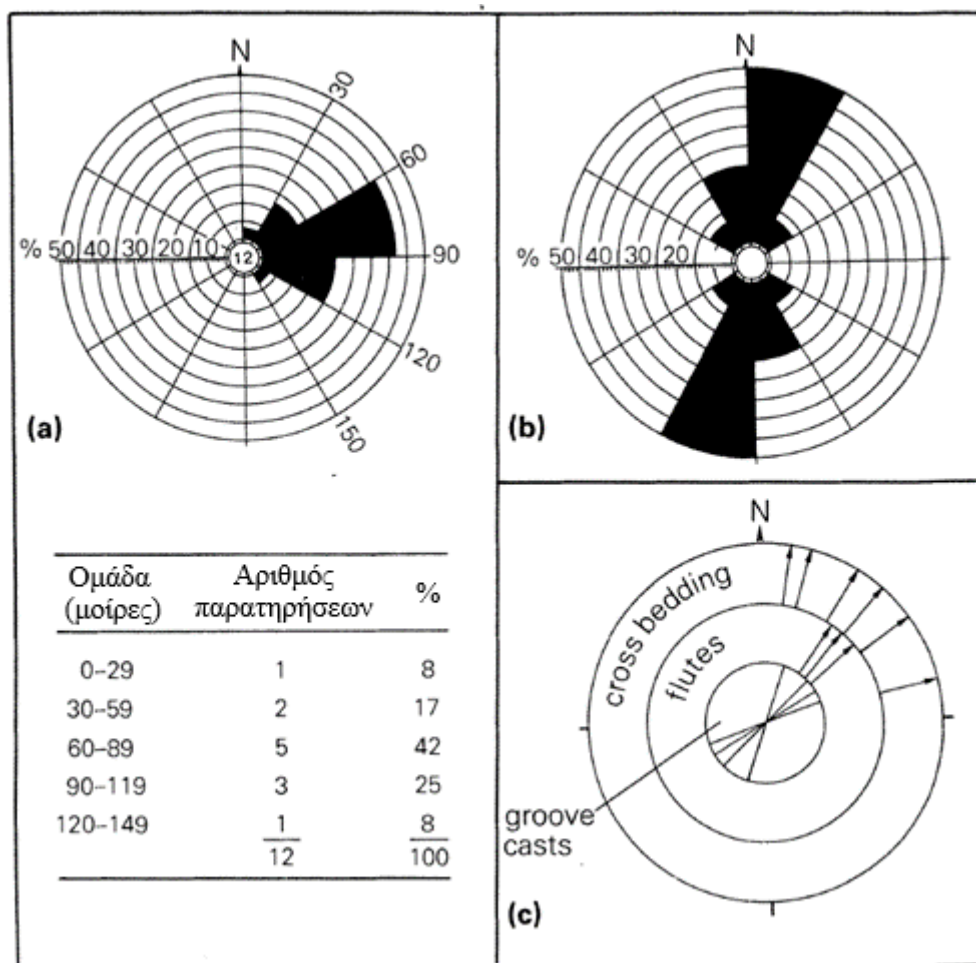 N
30
60
% 50 40 30 20 10 12 90
120
150
(a)
Ομάδα (μοίρες) Αριθμός παρατηρήσεων %
0–29 1 8
30–59 2 17
60–89 5 42
90–119 3 25
120–149 1 8
12 100
N
% 50 40 30 20
(b)
N
cross bedding
flutes
groove
casts
(c)